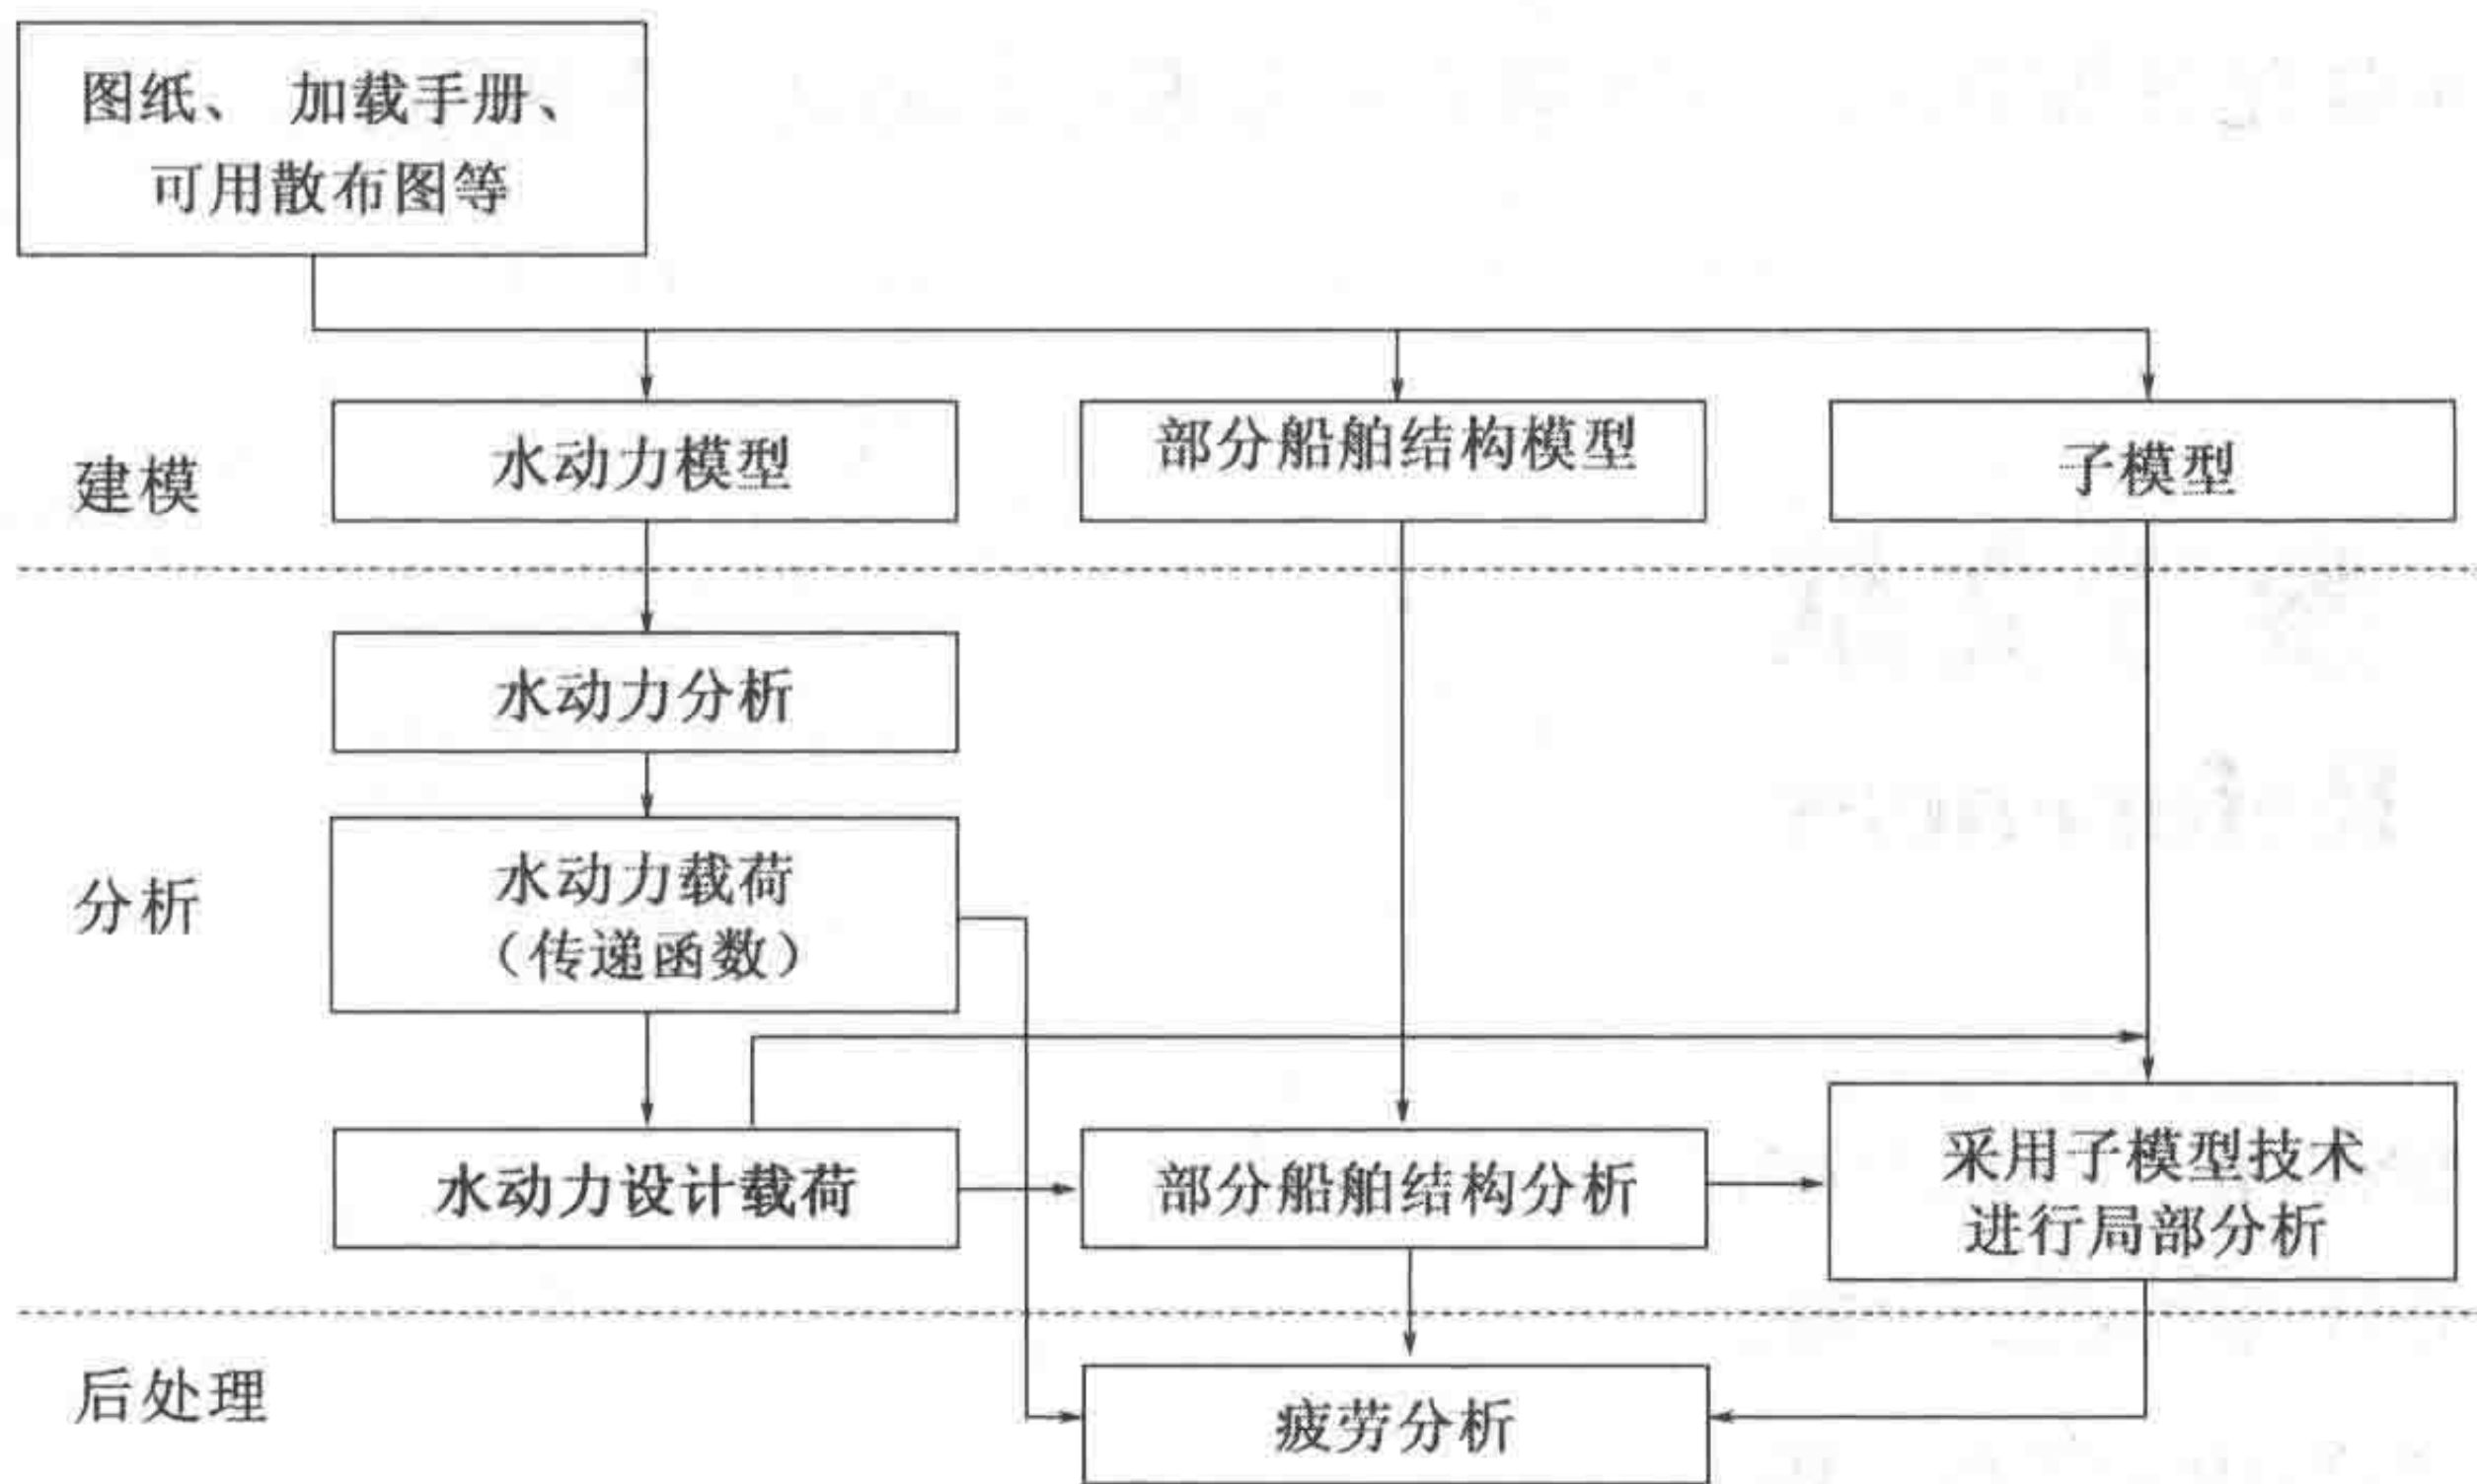 图纸、 加载手册、
可用散布图等
建模
水动力模型
部分船舶结构模型
子模型
水动力分析
分析
水动力载荷
（传递函数）
水动力设计载荷
部分船舶结构分析
采用子模型技术
进行局部分析
后处理
疲劳分析